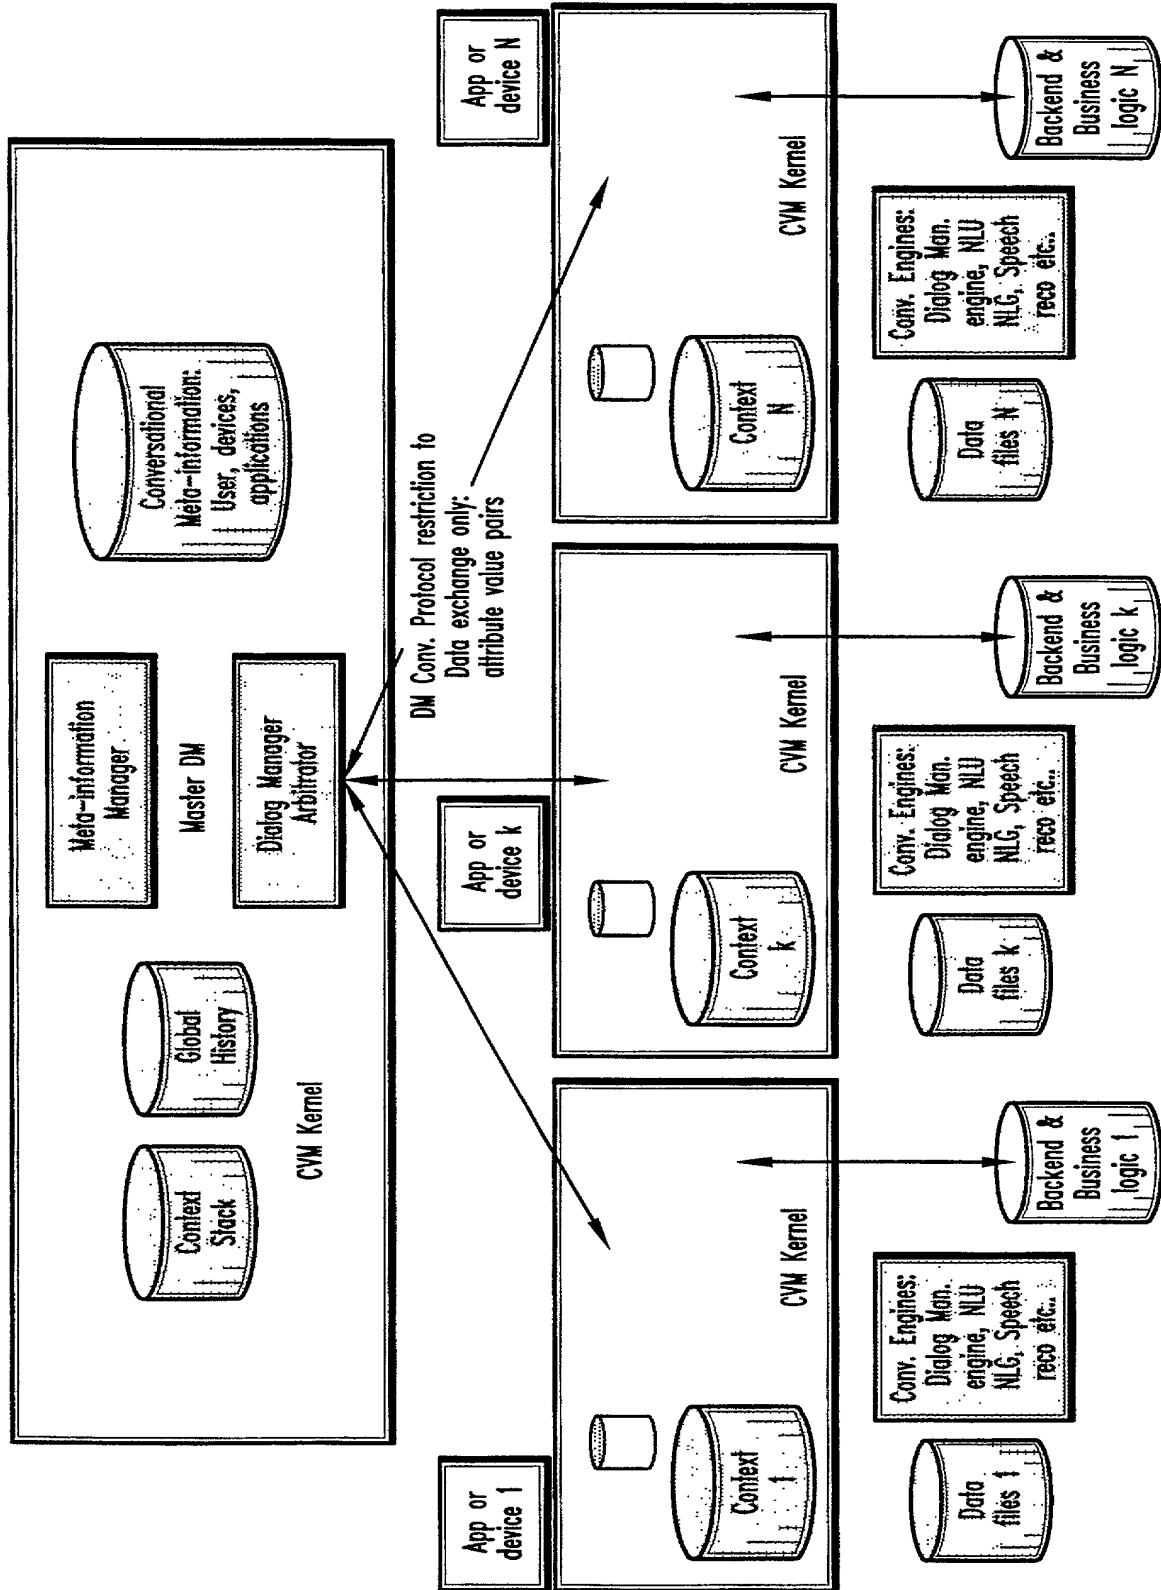 Context
Stack
Global
History
CVM Kernel
Meta-information
Manager
Master DM
Dialog Manager
Arbitrator
Conversational
Meta-information:
User, devices,
applications
DM Conv. Protocol restriction to
Data exchange only:
attribute value pairs
App or
device 1
Context
1
CVM Kernel
Data
files 1
Conv. Engines:
Dialog Man.
engine, NLU
NLG, Speech
reco etc..
Backend &
Business
logic 1
App or
device k
Context
k
CVM Kernel
Data
files k
Conv. Engines:
Dialog Man.
engine, NLU
NLG, Speech
reco etc..
Backend &
Business
logic k
App or
device N
Context
N
CVM Kernel
Data
files N
Conv. Engines:
Dialog Man.
engine, NLU
NLG, Speech
reco etc..
Backend &
Business
logic N